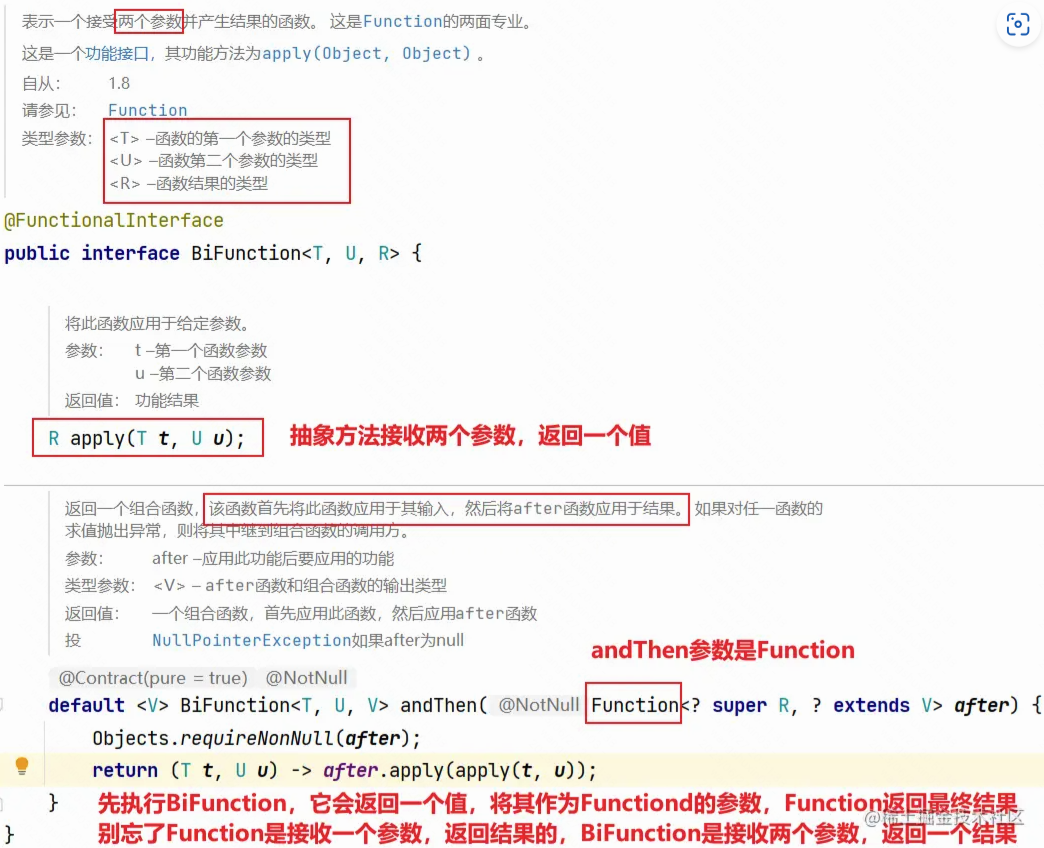 表示一个接受两个参数并产生结果的函数。 这是Function的两面专业。
这是一个功能接口，其功能方法为apply(Object, Object) 。
自从： 1.8
请参见： Function
类型参数： <T> –函数的第一个参数的类型
<U> –函数第二个参数的类型
<R> –函数结果的类型
@FunctionalInterface
public interface BiFunction<T, U, R> {
将此函数应用于给定参数。
参数： t –第一个函数参数
u –第二个函数参数
返回值： 功能结果
R apply(T t, U u); 抽象方法接收两个参数，返回一个值
返回一个组合函数，该函数首先将此函数应用于其输入，然后将after函数应用于结果。 如果对任一函数的
求值抛出异常，则将其中继到组合函数的调用方。
参数： after –应用此功能后要应用的功能
类型参数： <V> – after函数和组合函数的输出类型
返回值： 一个组合函数，首先应用此函数，然后应用after函数
投 NullPointerException如果after为null
andThen参数是Function
@Contract(pure = true) @NotNull
default <V> BiFunction<T, U, V> andThen( @NotNull Function<? super R, ? extends V> after) {
Objects.requireNonNull(after);
return (T t, U u) -> after.apply(apply(t, u));
} 先执行BiFunction，它会返回一个值，将其作为Functiond的参数，Function返回最终结果
@稀土掘金技术社区
} 别忘了Function是接收一个参数，返回结果的，BiFunction是接收两个参数，返回一个结果